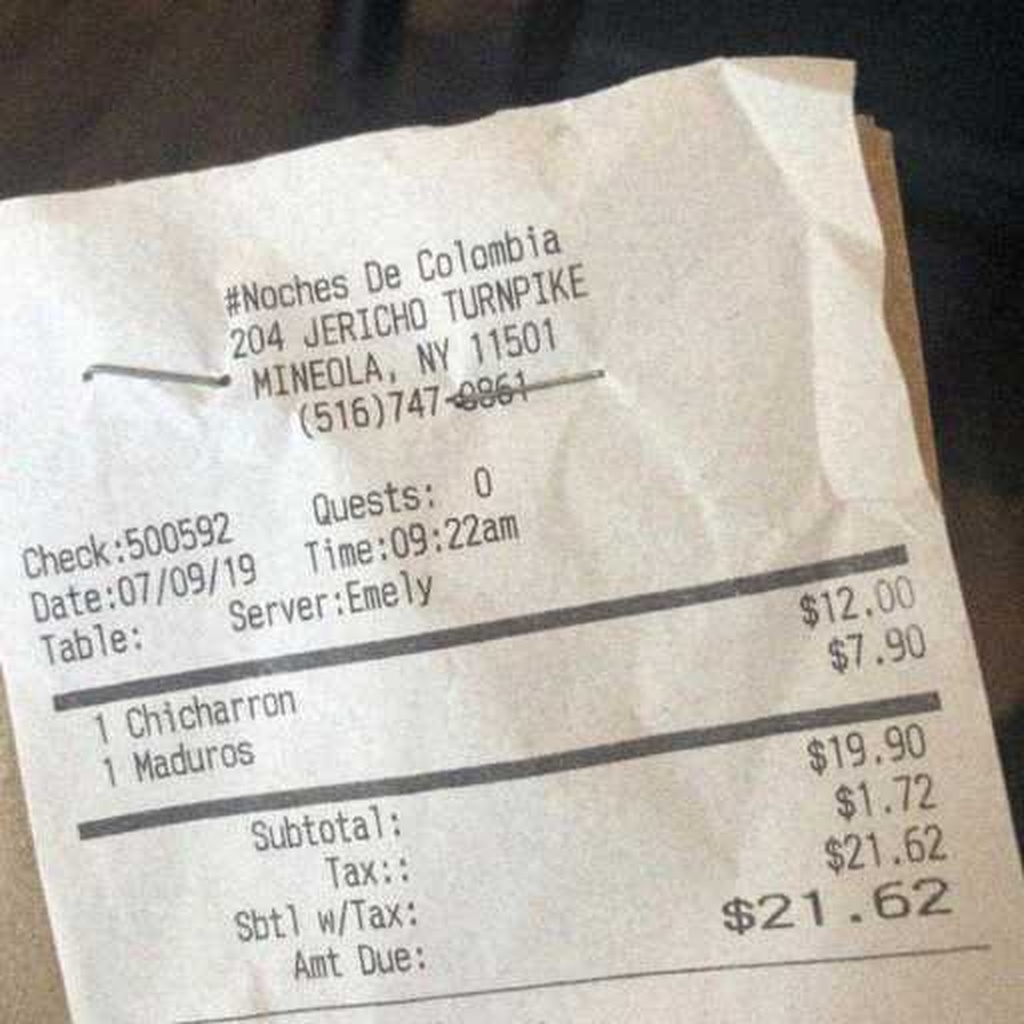 #Noches De Colombia
204 JERICHO TURNPIKE
MINEOLA, NY 11501
(516)747-0861
Check:500592 Quests: 0
Date:07/09/19 Time:09:22am
Table: Server:Emely
1 Chicharron $12.00
1 Maduros $7.90
Subtotal: $19.90
Tax:: $1.72
Sbtl w/Tax: $21.62
Amt Due: $21.62